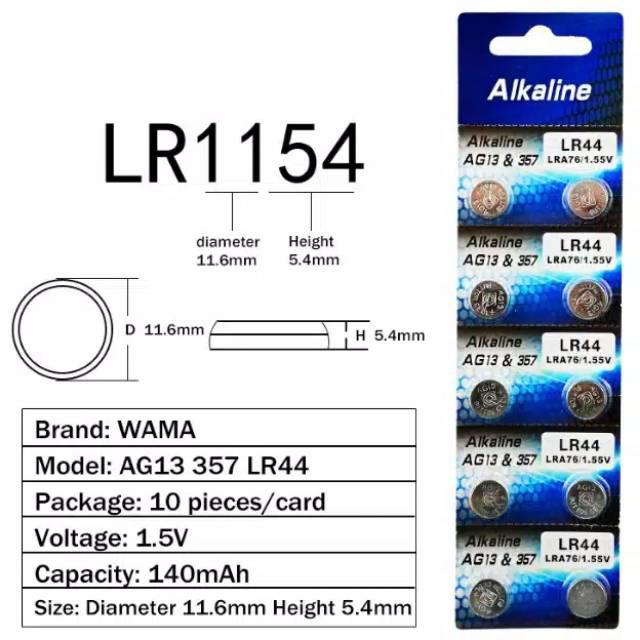 LR1154
diameter
11.6mm
Height
5.4mm
D 11.6mm
H 5.4mm
Brand: WAMA
Model: AG13 357 LR44
Package: 10 pieces/card
Voltage: 1.5V
Capacity: 140mAh
Size: Diameter 11.6mm Height 5.4mm
Alkaline
Alkaline
AG13 & 357
LR44
LRA76/1.55V
Alkaline
AG13 & 357
LR44
LRA76/1.55V
Alkaline
AG13 & 357
LR44
LRA76/1.55V
Alkaline
AG13 & 357
LR44
LRA76/1.55V
Alkaline
AG13 & 357
LR44
LRA76/1.55V